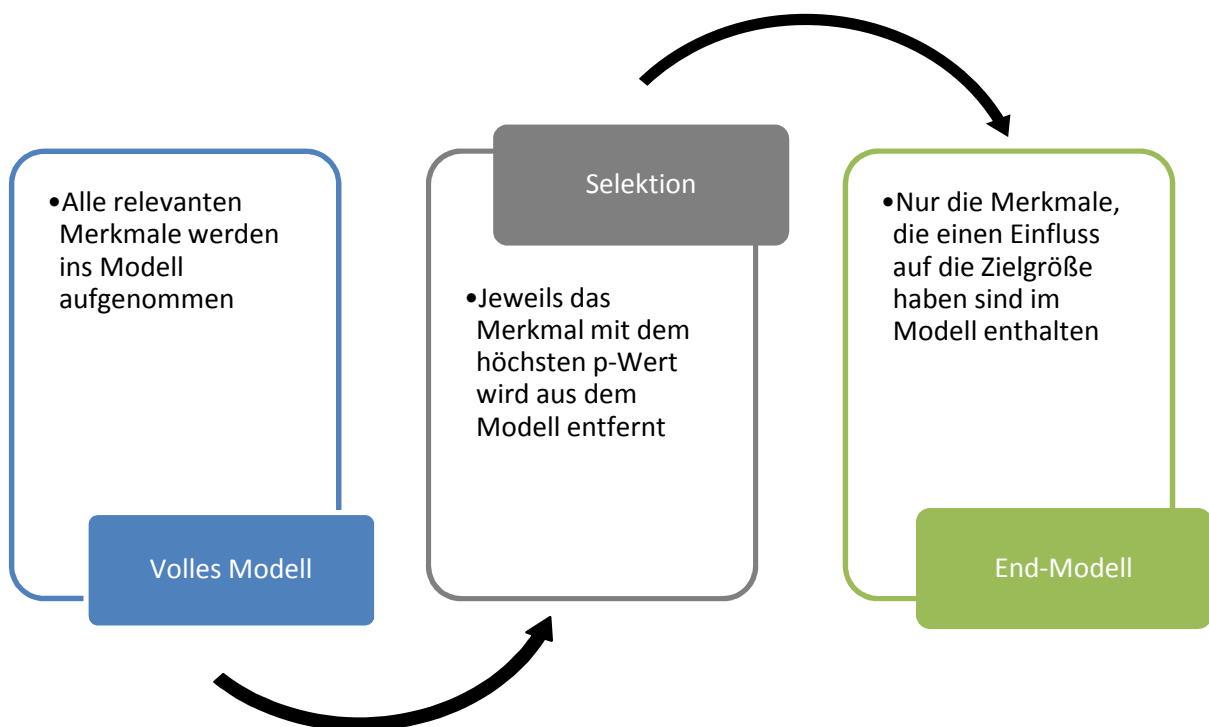 •Alle relevanten
Merkmale werden
ins Modell
aufgenommen
Volles Modell
Selektion
•Jeweils das
Merkmal mit dem
höchsten p-Wert
wird aus dem
Modell entfernt
•Nur die Merkmale,
die einen Einfluss
auf die Zielgröße
haben sind im
Modell enthalten
End-Modell